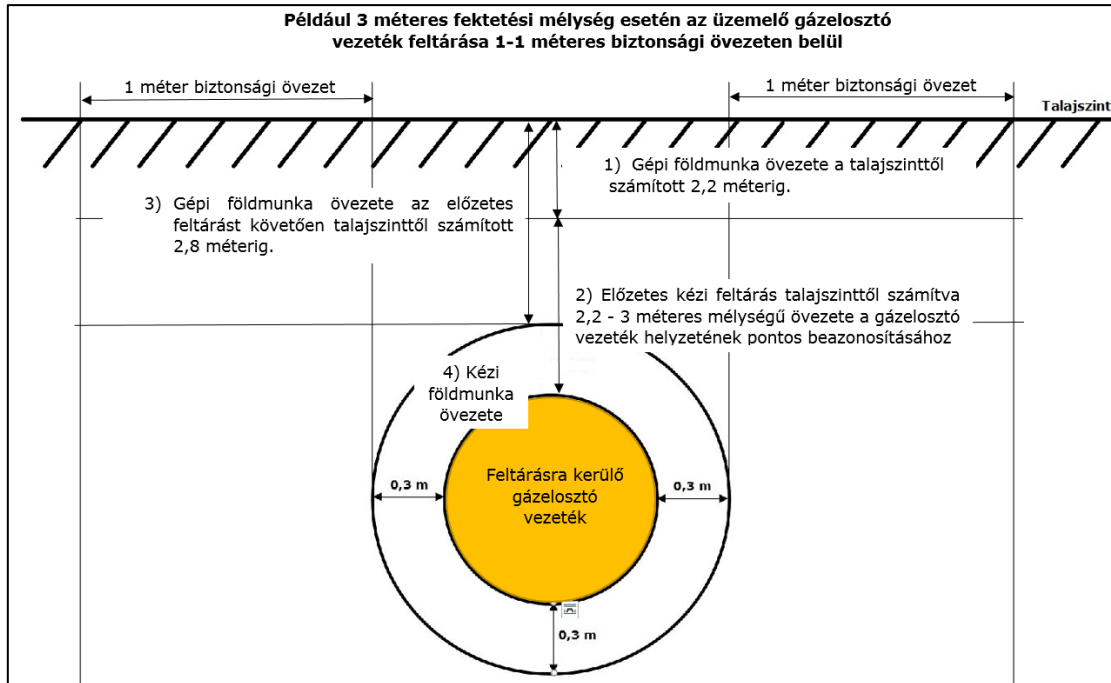 Például 3 méteres fektetési mélység esetén az üzemelő gázelosztó
vezeték feltárása 1-1 méteres biztonsági övezeten belül
1 méter biztonsági övezet
1 méter biztonsági övezet
Talajszint
1) Gépi földmunka övezete a talajszinttől
számított 2,2 méterig.
3) Gépi földmunka övezete az előzetes
feltárást követően talajszinttől számított
2,8 méterig.
2) Előzetes kézi feltárás talajszinttől számítva
2,2 - 3 méteres mélységű övezete a gázelosztó
vezeték helyzetének pontos beazonosításához
4) Kézi
földmunka
övezete
Feltárásra kerülő
gázelosztó
vezeték
0,3 m
0,3 m
0,3 m